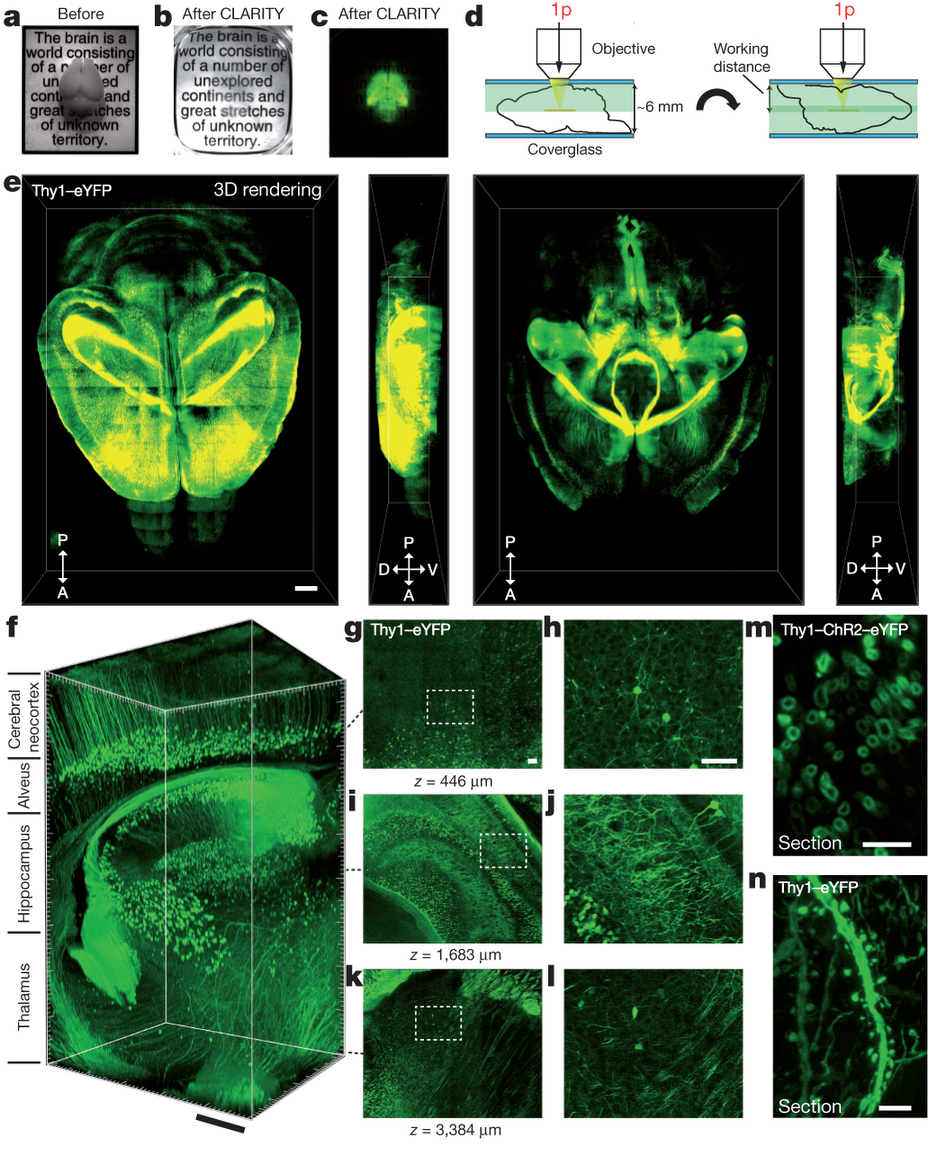 a
Before
The brain is a
world consisting
of a number of
un ed
conti and
great stretches
of unknown
territory.
b
After CLARITY
The brain is a
world consisting
of a number of
unexplored
continents and
great stretches
of unknown
territory.
c
After CLARITY
d
1p
Objective
~6 mm
Coverglass
Working
distance
1p
e
Thy1–eYFP
3D rendering
P
A
P
D V
A
P
A
P
D V
A
f
Cerebral
neocortex
Alveus
Hippocampus
Thalamus
g
Thy1–eYFP
h
z = 446 μm
i
j
z = 1,683 μm
k
l
z = 3,384 μm
m
Thy1–ChR2–eYFP
Section
n
Thy1–eYFP
Section